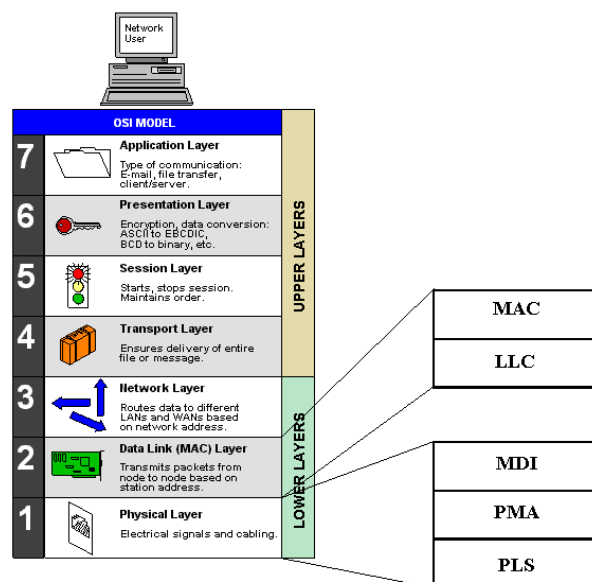 Network
User
OSI MODEL
7
Application Layer
Type of communication:
E-mail, file transfer,
client/server.
6
Presentation Layer
Encryption, data conversion:
ASCII to EBCDIC,
BCD to binary, etc.
5
Session Layer
Starts, stops session.
Maintains order.
4
Transport Layer
Ensures delivery of entire
file or message.
3
Network Layer
Routes data to different
LANs and WANs based
on network address.
2
Data Link (MAC) Layer
Transmits packets from
node to node based on
station address.
1
Physical Layer
Electrical signals and cabling.
UPPER LAYERS
LOWER LAYERS
MAC
LLC
MDI
PMA
PLS